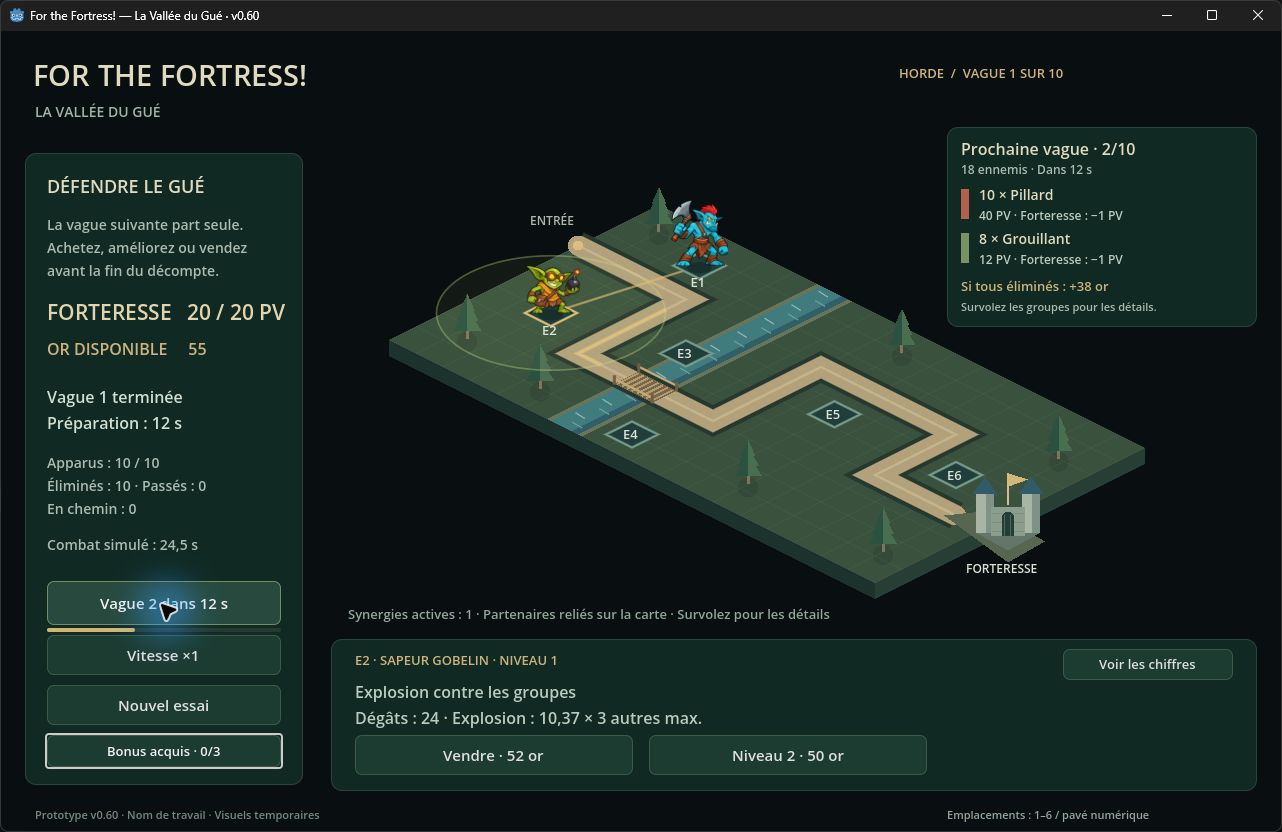 For the Fortress! — La Vallée du Gué · v0.60
FOR THE FORTRESS!
LA VALLÉE DU GUÉ
HORDE / VAGUE 1 SUR 10
DÉFENDRE LE GUÉ
La vague suivante part seule.
Achetez, améliorez ou vendez
avant la fin du décompte.
FORTERESSE 20 / 20 PV
OR DISPONIBLE 55
Vague 1 terminée
Préparation : 12 s
Apparus : 10 / 10
Éliminés : 10 · Passés : 0
En chemin : 0
Combat simulé : 24,5 s
Vague 2 dans 12 s
Vitesse ×1
Nouvel essai
Bonus acquis · 0/3
ENTRÉE
E1
E2
E3
E4
E5
E6
FORTERESSE
Prochaine vague · 2/10
18 ennemis · Dans 12 s
10 × Pillard
40 PV · Forteresse : −1 PV
8 × Grouillant
12 PV · Forteresse : −1 PV
Si tous éliminés : +38 or
Survolez les groupes pour les détails.
Synergies actives : 1 · Partenaires reliés sur la carte · Survolez pour les détails
E2 · SAPEUR GOBELIN · NIVEAU 1
Voir les chiffres
Explosion contre les groupes
Dégâts : 24 · Explosion : 10,37 × 3 autres max.
Vendre · 52 or
Niveau 2 · 50 or
Prototype v0.60 · Nom de travail · Visuels temporaires
Emplacements : 1–6 / pavé numérique